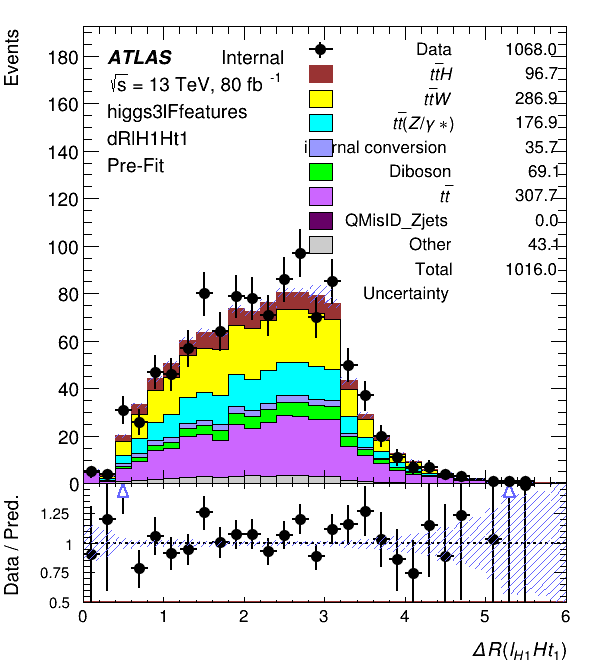 Events
ATLAS Internal
√s = 13 TeV, 80 fb -1
higgs3lFfeatures
dRlH1Ht1
Pre-Fit
Data 1068.0
tt̄H 96.7
tt̄W 286.9
tt̄(Z/γ *) 176.9
internal conversion 35.7
Diboson 69.1
tt̄ 307.7
QMisID_Zjets 0.0
Other 43.1
Total 1016.0
Uncertainty
180
160
140
120
100
80
60
40
20
0
Data / Pred.
1.25
1
0.75
0.5
0 1 2 3 4 5 6
ΔR(l_H1 Ht_1)